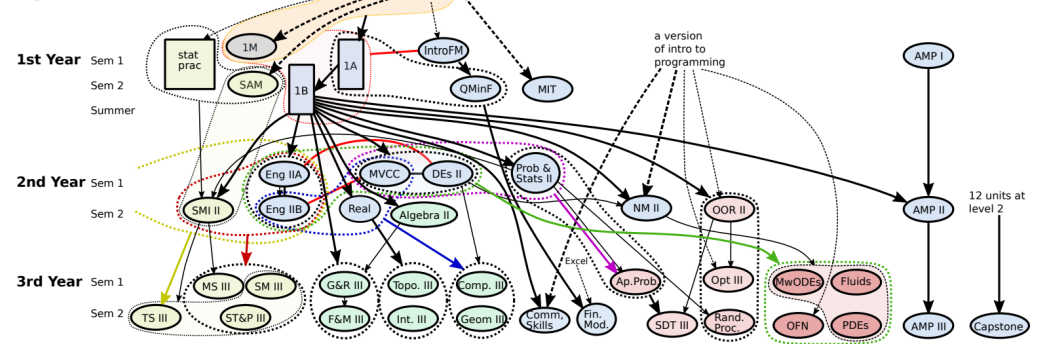 stat
prac
1M
1A
IntroFM
a version
of intro to
programming
AMP I
1st Year Sem 1
SAM
1B
QMinF
MIT
Sem 2
Summer
Eng IIA
MVCC
DEs II
Prob &
Stats II
2nd Year Sem 1
12 units at
level 2
SMI II
Eng IIB
Real
Algebra II
NM II
OOR II
AMP II
Sem 2
Excel
3rd Year Sem 1
MS III
SM III
G&R III
Topo. III
Comp. III
Ap.Prob
Opt III
MwODEs
Fluids
Sem 2
TS III
ST&P III
F&M III
Int. III
Geom III
Comm,
Skills
Fin.
Mod.
SDT III
Rand.
Proc.
OFN
PDEs
AMP III
Capstone